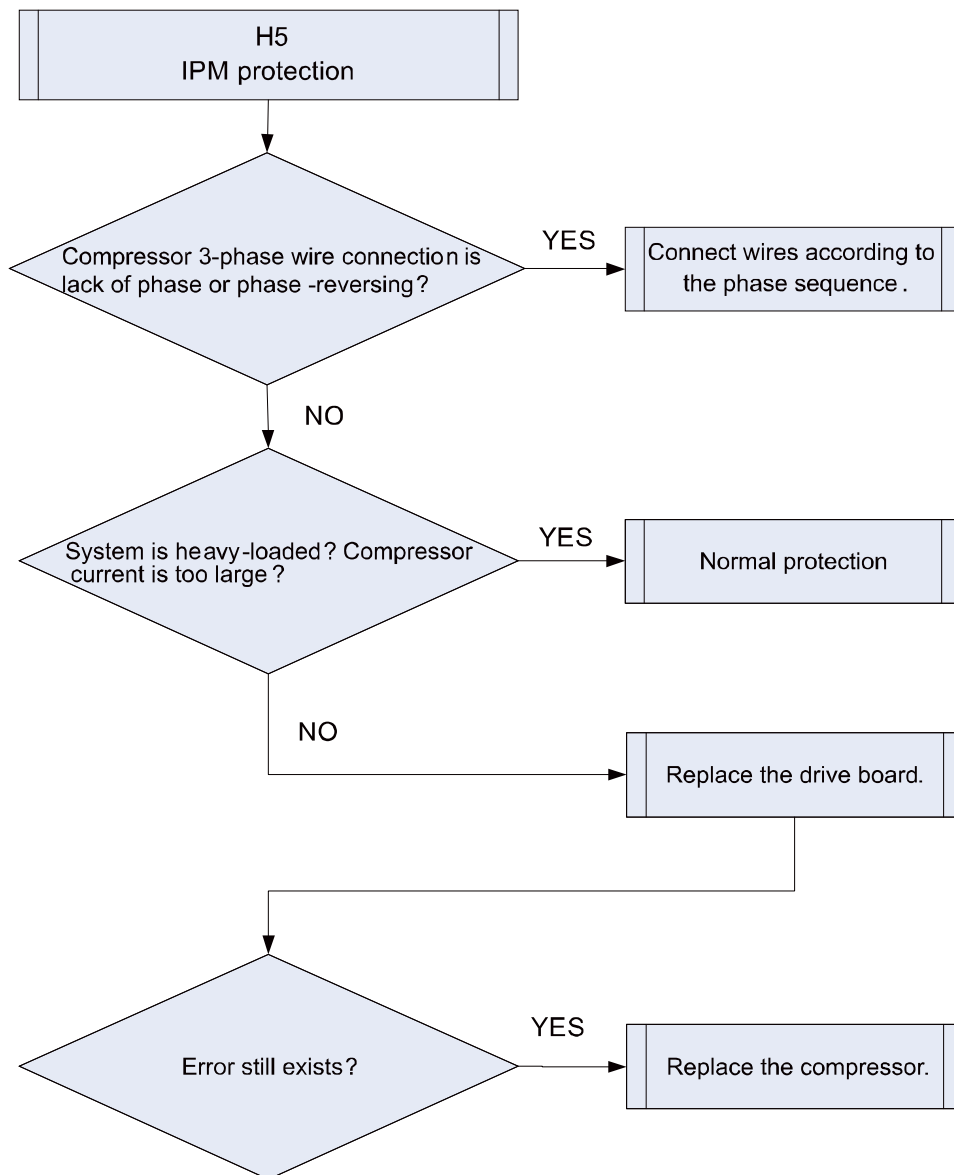 H5
IPM protection
Compressor 3-phase wire connection is
lack of phase or phase -reversing?
YES
Connect wires according to
the phase sequence .
NO
System is heavy-loaded? Compressor
current is too large ?
YES
Normal protection
NO
Replace the drive board.
Error still exists?
YES
Replace the compressor.